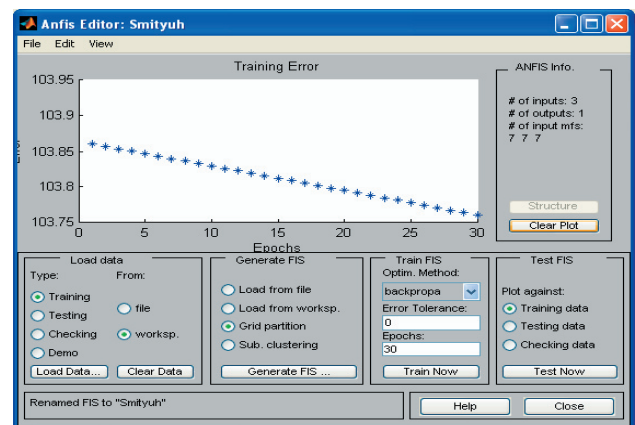 Anfis Editor: Smityuh
File Edit View
Training Error
103.95
103.9
103.85
103.8
103.75
Error
0 5 10 15 20 25 30
Epochs
ANFIS Info.
# of inputs: 3
# of outputs: 1
# of input mfs:
7 7 7
Structure
Clear Plot
Load data
Type: From:
Training
Testing
Checking
Demo
file
worksp.
Load Data... Clear Data
Generate FIS
Load from file
Load from worksp.
Grid partition
Sub. clustering
Generate FIS ...
Train FIS
Optim. Method:
backpropa
Error Tolerance:
0
Epochs:
30
Train Now
Test FIS
Plot against:
Training data
Testing data
Checking data
Test Now
Renamed FIS to "Smityuh"
Help Close